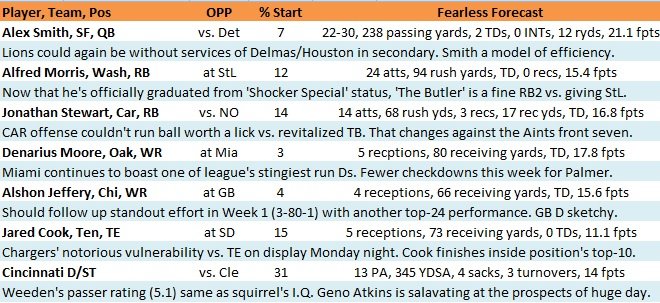 Player, Team, Pos OPP % Start Fearless Forecast
Alex Smith, SF, QB vs. Det 7 22-30, 238 passing yards, 2 TDs, 0 INTs, 12 ryds, 21.1 fpts
Lions could again be without services of Delmas/Houston in secondary. Smith a model of efficiency.
Alfred Morris, Wash, RB at StL 12 24 atts, 94 rush yards, TD, 0 recs, 15.4 fpts
Now that he's officially graduated from 'Shocker Special' status, 'The Butler' is a fine RB2 vs. giving StL.
Jonathan Stewart, Car, RB vs. NO 14 14 atts, 68 rush yds, 3 recs, 17 rec yds, TD, 16.8 fpts
CAR offense couldn't run ball worth a lick vs. revitalized TB. That changes against the Aints front seven.
Denarius Moore, Oak, WR at Mia 3 5 recptions, 80 receiving yards, TD, 17.8 fpts
Miami continues to boast one of league's stingiest run Ds. Fewer checkdowns this week for Palmer.
Alshon Jeffery, Chi, WR at GB 4 4 receptions, 66 receiving yards, TD, 15.6 fpts
Should follow up standout effort in Week 1 (3-80-1) with another top-24 performance. GB D sketchy.
Jared Cook, Ten, TE at SD 15 5 receptions, 73 receiving yards, 0 TDs, 11.1 fpts
Chargers' notorious vulnerability vs. TE on display Monday night. Cook finishes inside position's top-10.
Cincinnati D/ST vs. Cle 31 13 PA, 345 YDSA, 4 sacks, 3 turnovers, 14 fpts
Weeden's passer rating (5.1) same as squirrel's I.Q. Geno Atkins is salavating at the prospects of huge day.